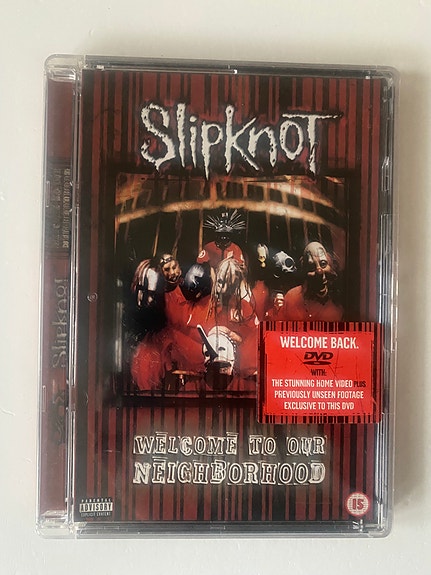 SLIPKNOT
WELCOME BACK.
DVD
WITH:
THE STUNNING HOME VIDEO PLUS
PREVIOUSLY UNSEEN FOOTAGE
EXCLUSIVE TO THIS DVD
WELCOME TO OUR
NEIGHBORHOOD
PARENTAL
ADVISORY
EXPLICIT CONTENT
15
Slipknot